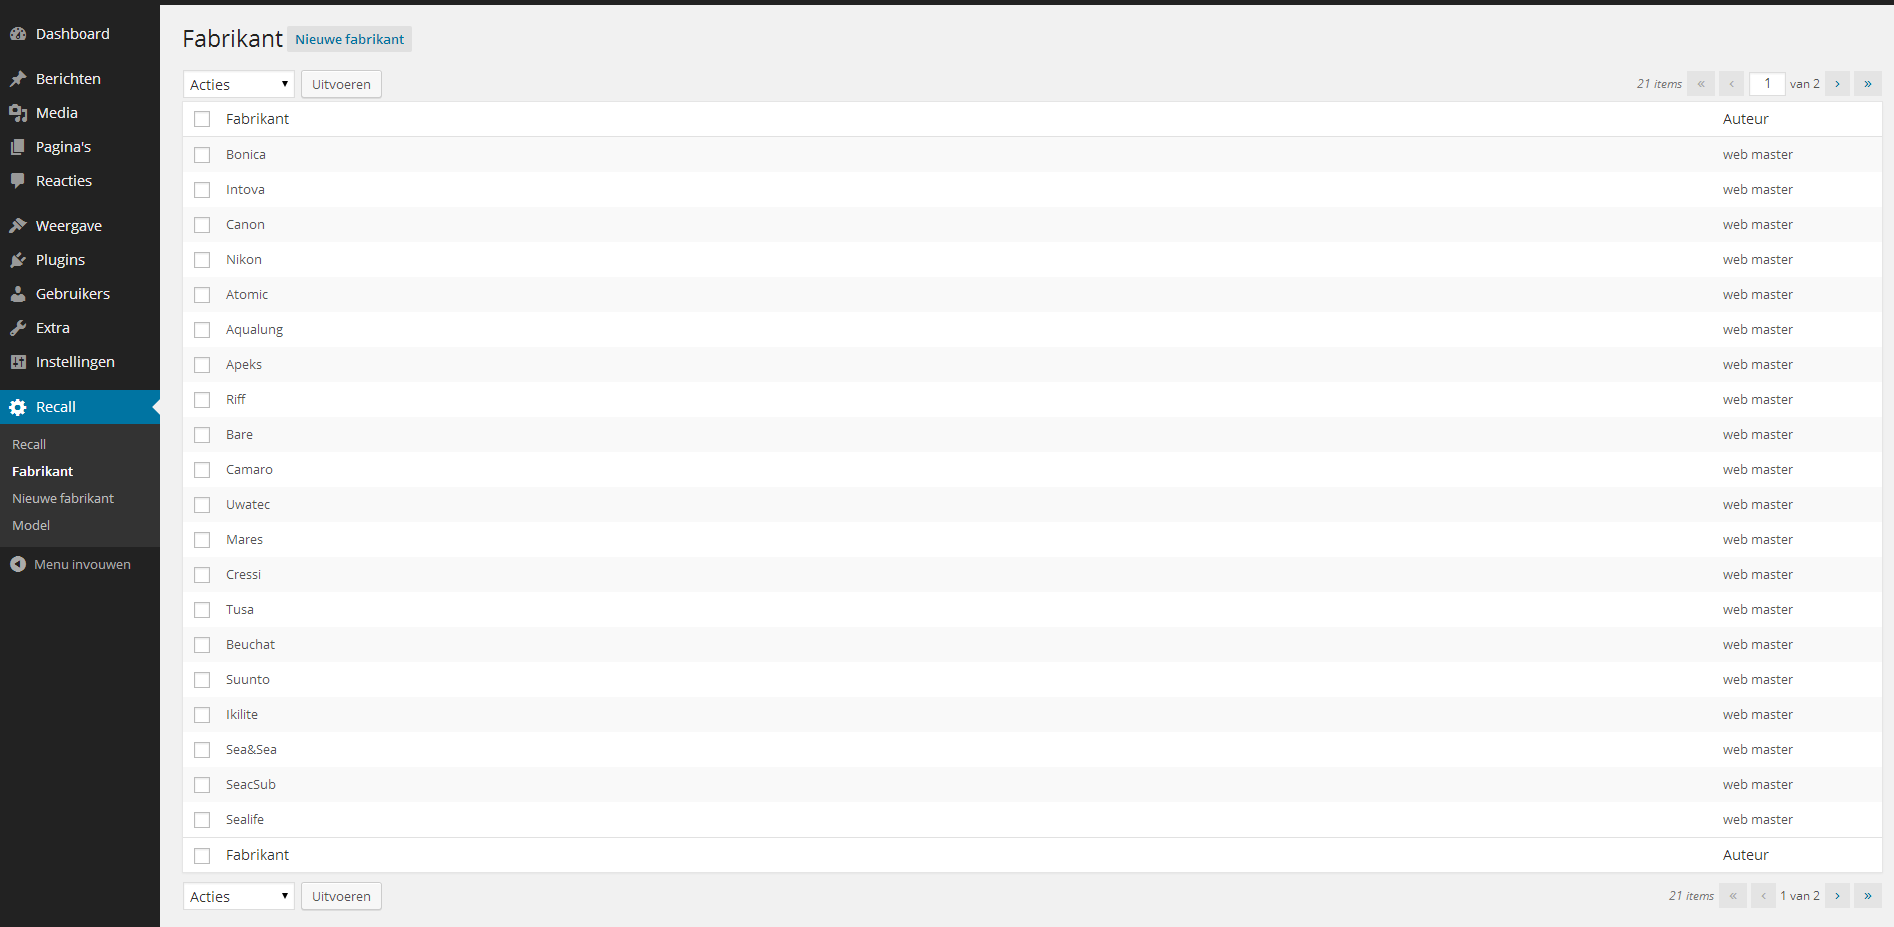 Dashboard
Berichten
Media
Pagina's
Reacties
Weergave
Plugins
Gebruikers
Extra
Instellingen
Recall
Recall
Fabrikant
Nieuwe fabrikant
Model
Menu invouwen
Fabrikant Nieuwe fabrikant
Acties Uitvoeren 21 items « ‹ 1 van 2 › »
Fabrikant Auteur
Bonica web master
Intova web master
Canon web master
Nikon web master
Atomic web master
Aqualung web master
Apeks web master
Riff web master
Bare web master
Camaro web master
Uwatec web master
Mares web master
Cressi web master
Tusa web master
Beuchat web master
Suunto web master
Ikilite web master
Sea&Sea web master
SeacSub web master
Sealife web master
Fabrikant Auteur
Acties Uitvoeren 21 items « ‹ 1 van 2 › »